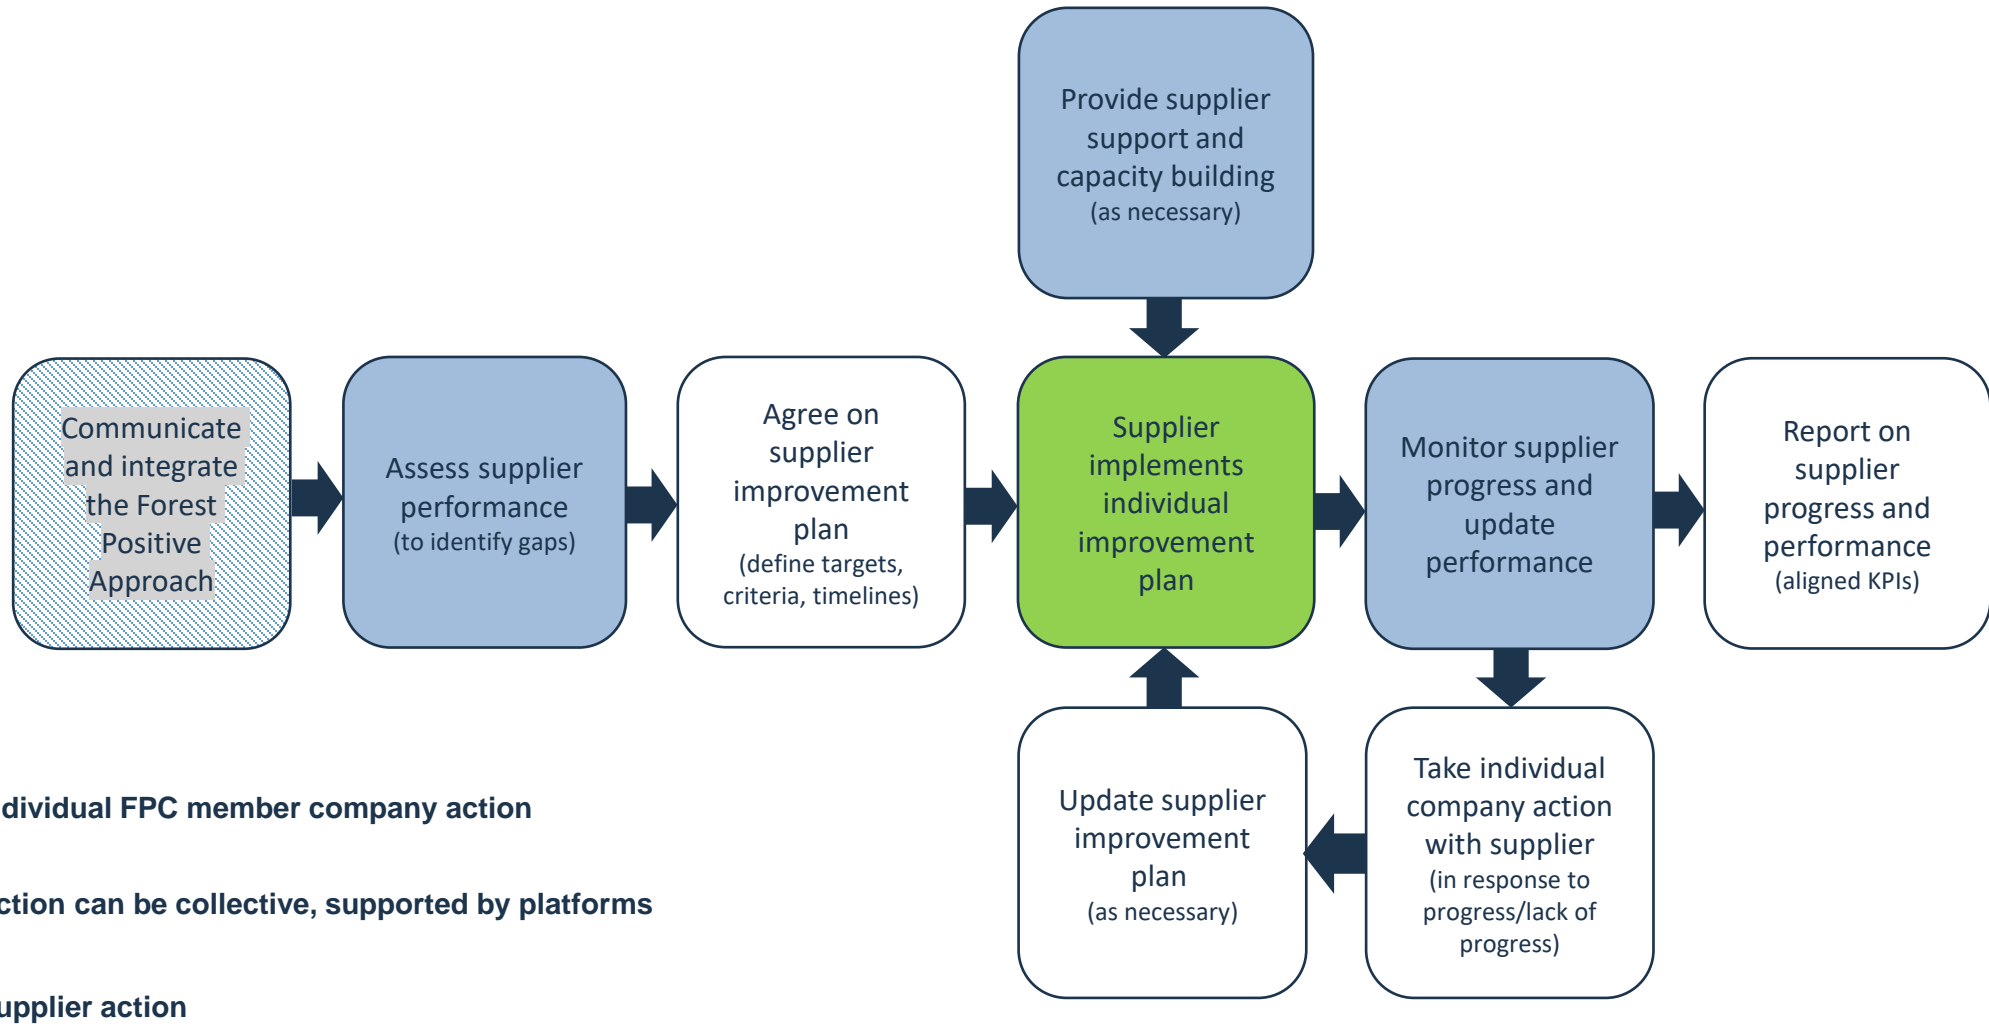 Provide supplier
support and
capacity building
(as necessary)
Communicate
and integrate
the Forest
Positive
Approach
Assess supplier
performance
(to identify gaps)
Agree on
supplier
improvement
plan
(define targets,
criteria, timelines)
Supplier
implements
individual
improvement
plan
Monitor supplier
progress and
update
performance
Report on
supplier
progress and
performance
(aligned KPIs)
Update supplier
improvement
plan
(as necessary)
Take individual
company action
with supplier
(in response to
progress/lack of
progress)
dividual FPC member company action
ction can be collective, supported by platforms
upplier action